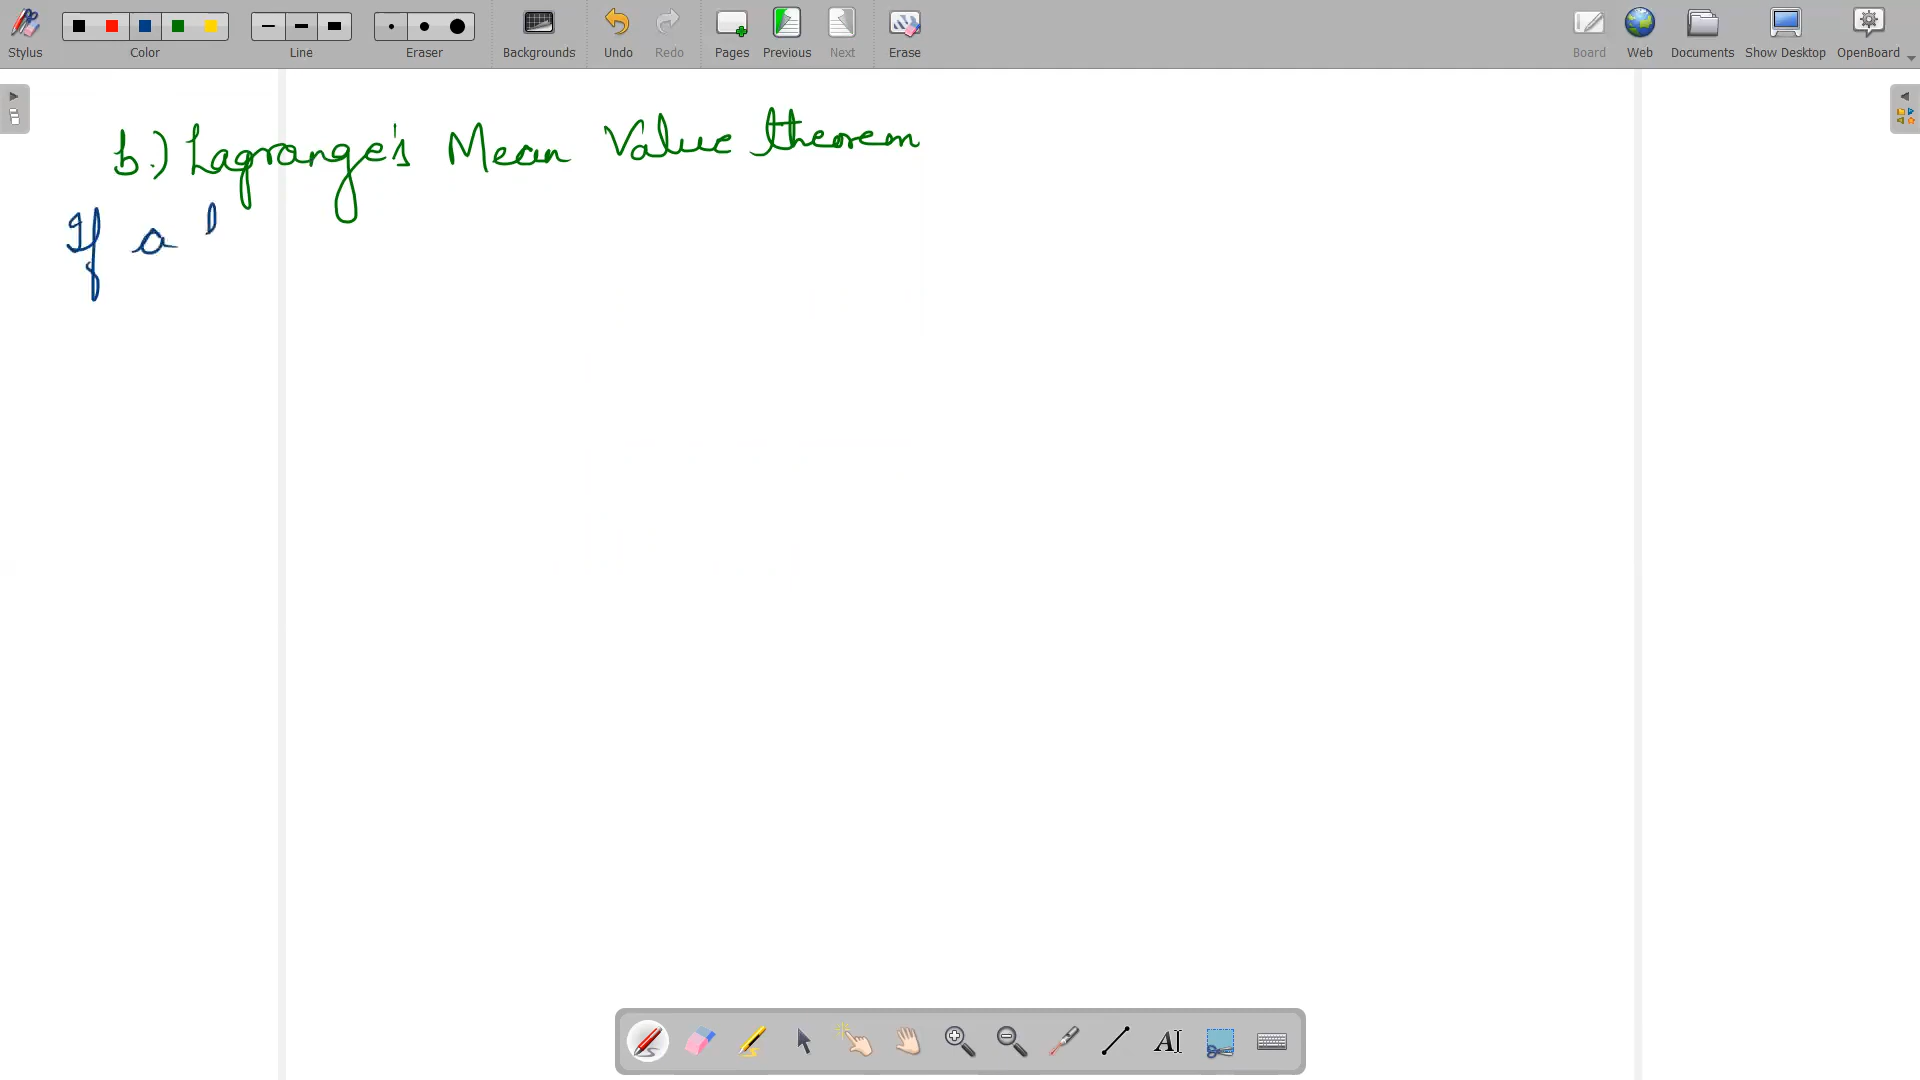 Stylus Color Line Eraser Backgrounds Undo Redo Pages Previous Next Erase Board Web Documents Show Desktop OpenBoard
b.) Lagrange's Mean Value theorem
If a